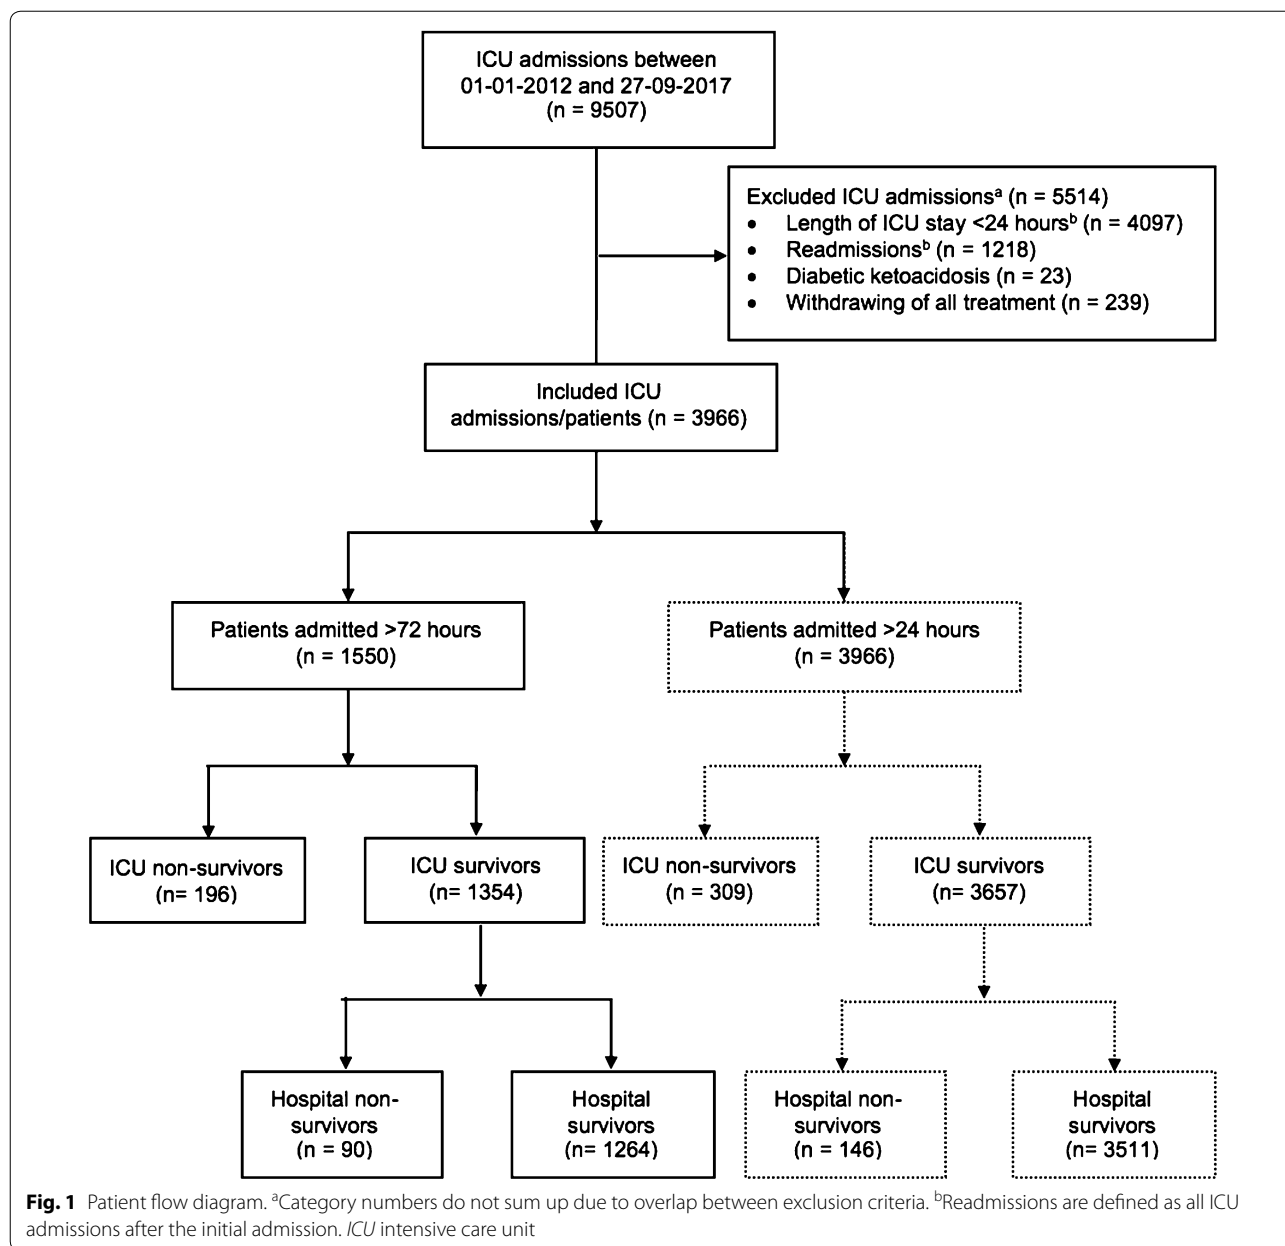 ICU admissions between
01-01-2012 and 27-09-2017
(n = 9507)
Excluded ICU admissionsᵃ (n = 5514)
• Length of ICU stay <24 hoursᵇ (n = 4097)
• Readmissionsᵇ (n = 1218)
• Diabetic ketoacidosis (n = 23)
• Withdrawing of all treatment (n = 239)
Included ICU
admissions/patients (n = 3966)
Patients admitted >72 hours
(n = 1550)
Patients admitted >24 hours
(n = 3966)
ICU non-survivors
(n= 196)
ICU survivors
(n= 1354)
ICU non-survivors
(n = 309)
ICU survivors
(n = 3657)
Hospital non-
survivors
(n = 90)
Hospital
survivors
(n= 1264)
Hospital non-
survivors
(n = 146)
Hospital
survivors
(n = 3511)
Fig. 1 Patient flow diagram. ᵃCategory numbers do not sum up due to overlap between exclusion criteria. ᵇReadmissions are defined as all ICU
admissions after the initial admission. ICU intensive care unit